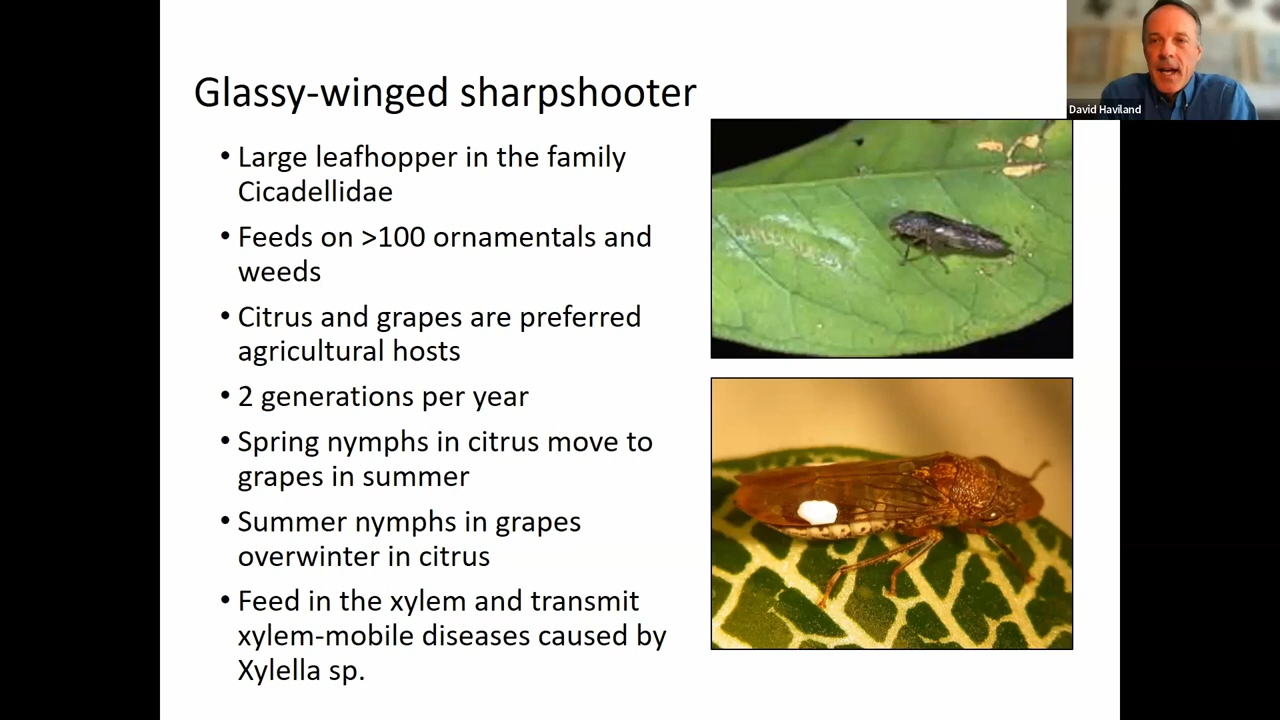 Glassy-winged sharpshooter
David Haviland
• Large leafhopper in the family
Cicadellidae
• Feeds on >100 ornamentals and
weeds
• Citrus and grapes are preferred
agricultural hosts
• 2 generations per year
• Spring nymphs in citrus move to
grapes in summer
• Summer nymphs in grapes
overwinter in citrus
• Feed in the xylem and transmit
xylem-mobile diseases caused by
Xylella sp.